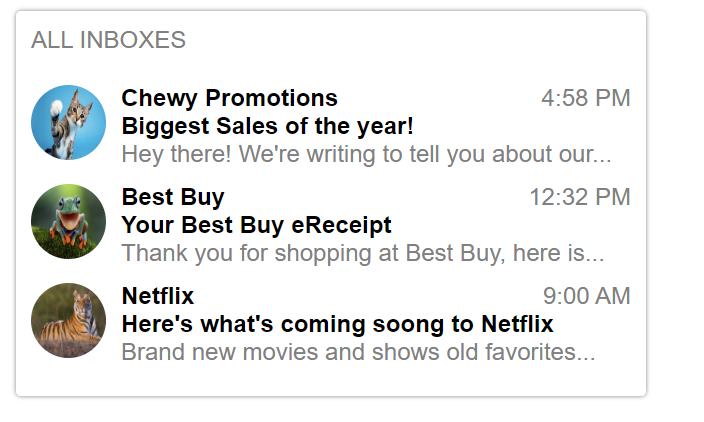 ALL INBOXES
Chewy Promotions 4:58 PM
Biggest Sales of the year!
Hey there! We're writing to tell you about our...
Best Buy 12:32 PM
Your Best Buy eReceipt
Thank you for shopping at Best Buy, here is...
Netflix 9:00 AM
Here's what's coming soong to Netflix
Brand new movies and shows old favorites...